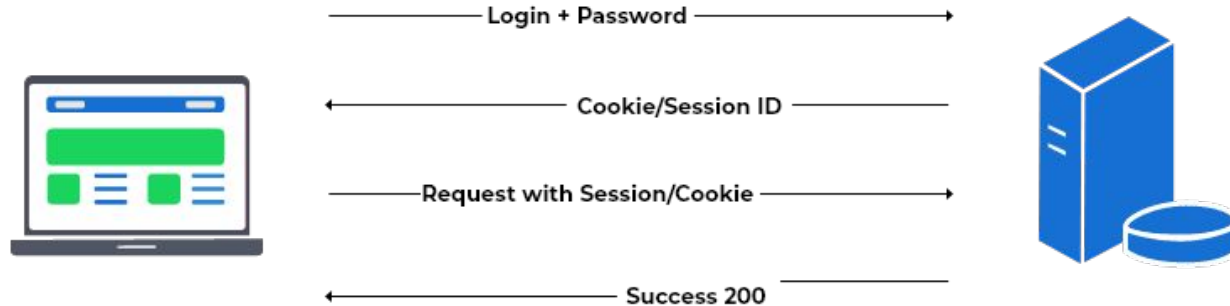 Login + Password
Cookie/Session ID
Request with Session/Cookie
Success 200